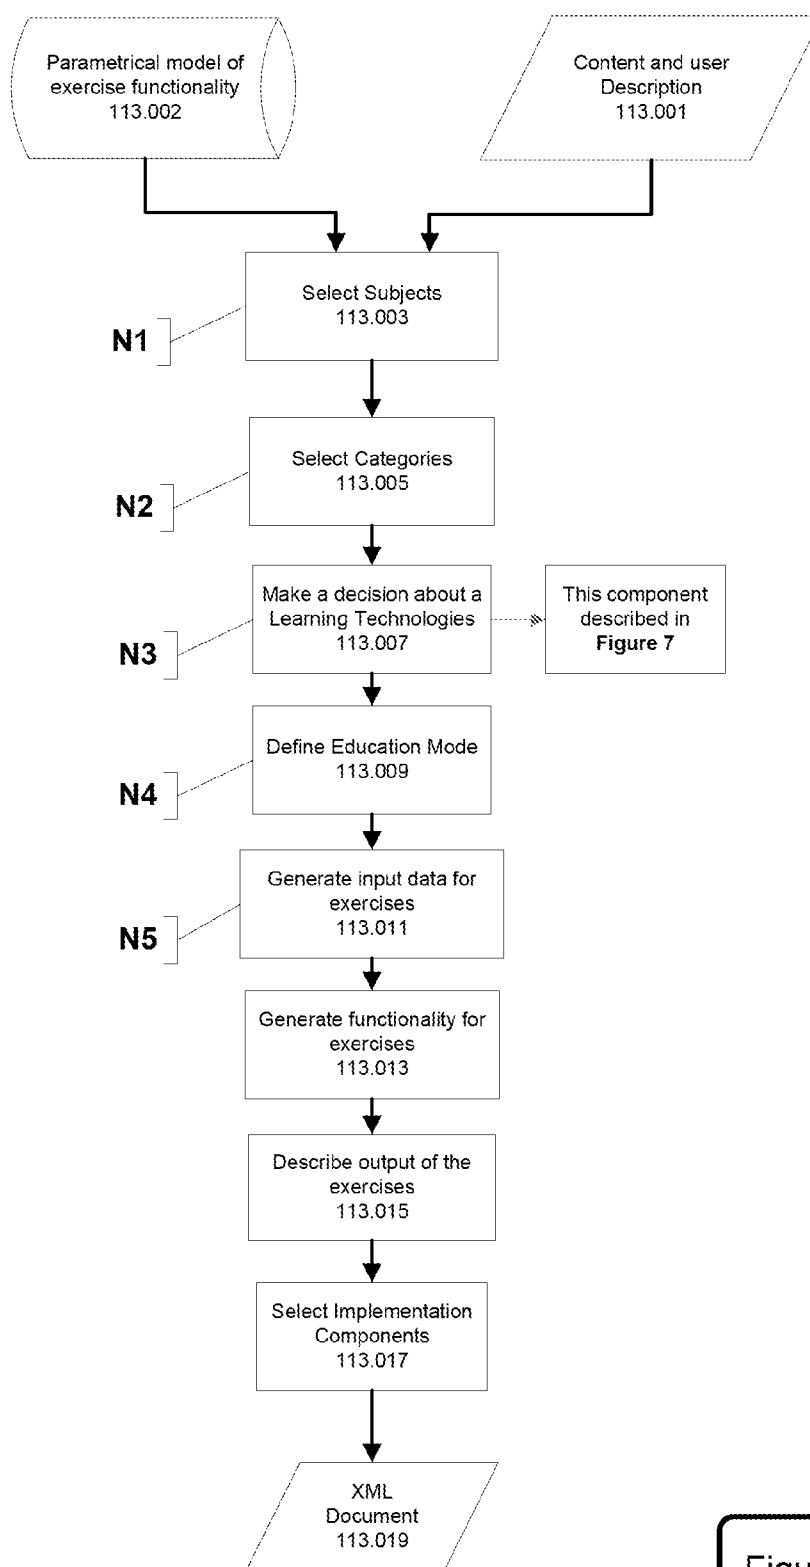 Parametrical model of
exercise functionality
113.002
Content and user
Description
113.001
Select Subjects
113.003
N1
Select Categories
113.005
N2
Make a decision about a
Learning Technologies
113.007
This component
described in
Figure 7
N3
Define Education Mode
113.009
N4
Generate input data for
exercises
113.011
N5
Generate functionality for
exercises
113.013
Describe output of the
exercises
113.015
Select Implementation
Components
113.017
XML
Document
113.019